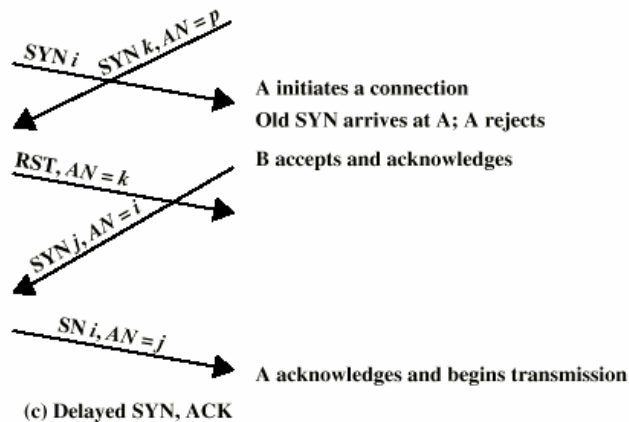 SYN i
SYN k, AN = p
A initiates a connection
Old SYN arrives at A; A rejects
B accepts and acknowledges
RST, AN = k
SYN j, AN = i
SN i, AN = j
A acknowledges and begins transmission
(c) Delayed SYN, ACK